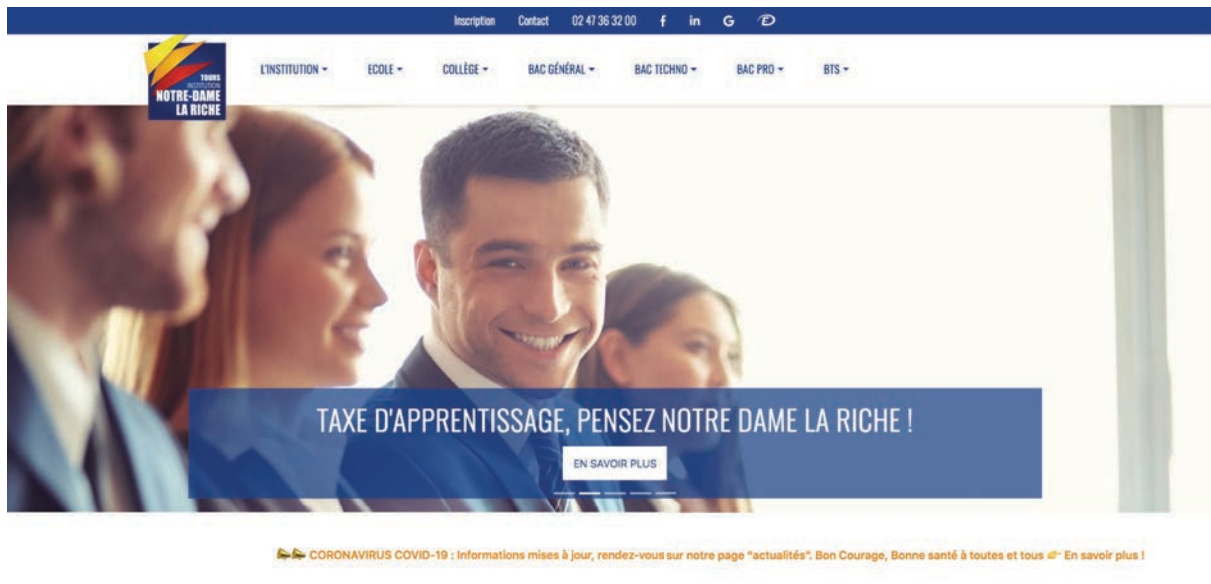 Inscription Contact 02 47 36 32 00 f in G
TOURS
INSTITUTION
NOTRE-DAME
LA RICHE
L'INSTITUTION ECOLE COLLÈGE BAC GÉNÉRAL BAC TECHNO BAC PRO BTS
TAXE D'APPRENTISSAGE, PENSEZ NOTRE DAME LA RICHE !
EN SAVOIR PLUS
CORONAVIRUS COVID-19 : Informations mises à jour, rendez-vous sur notre page "actualités". Bon Courage, Bonne santé à toutes et tous 👉 En savoir plus !